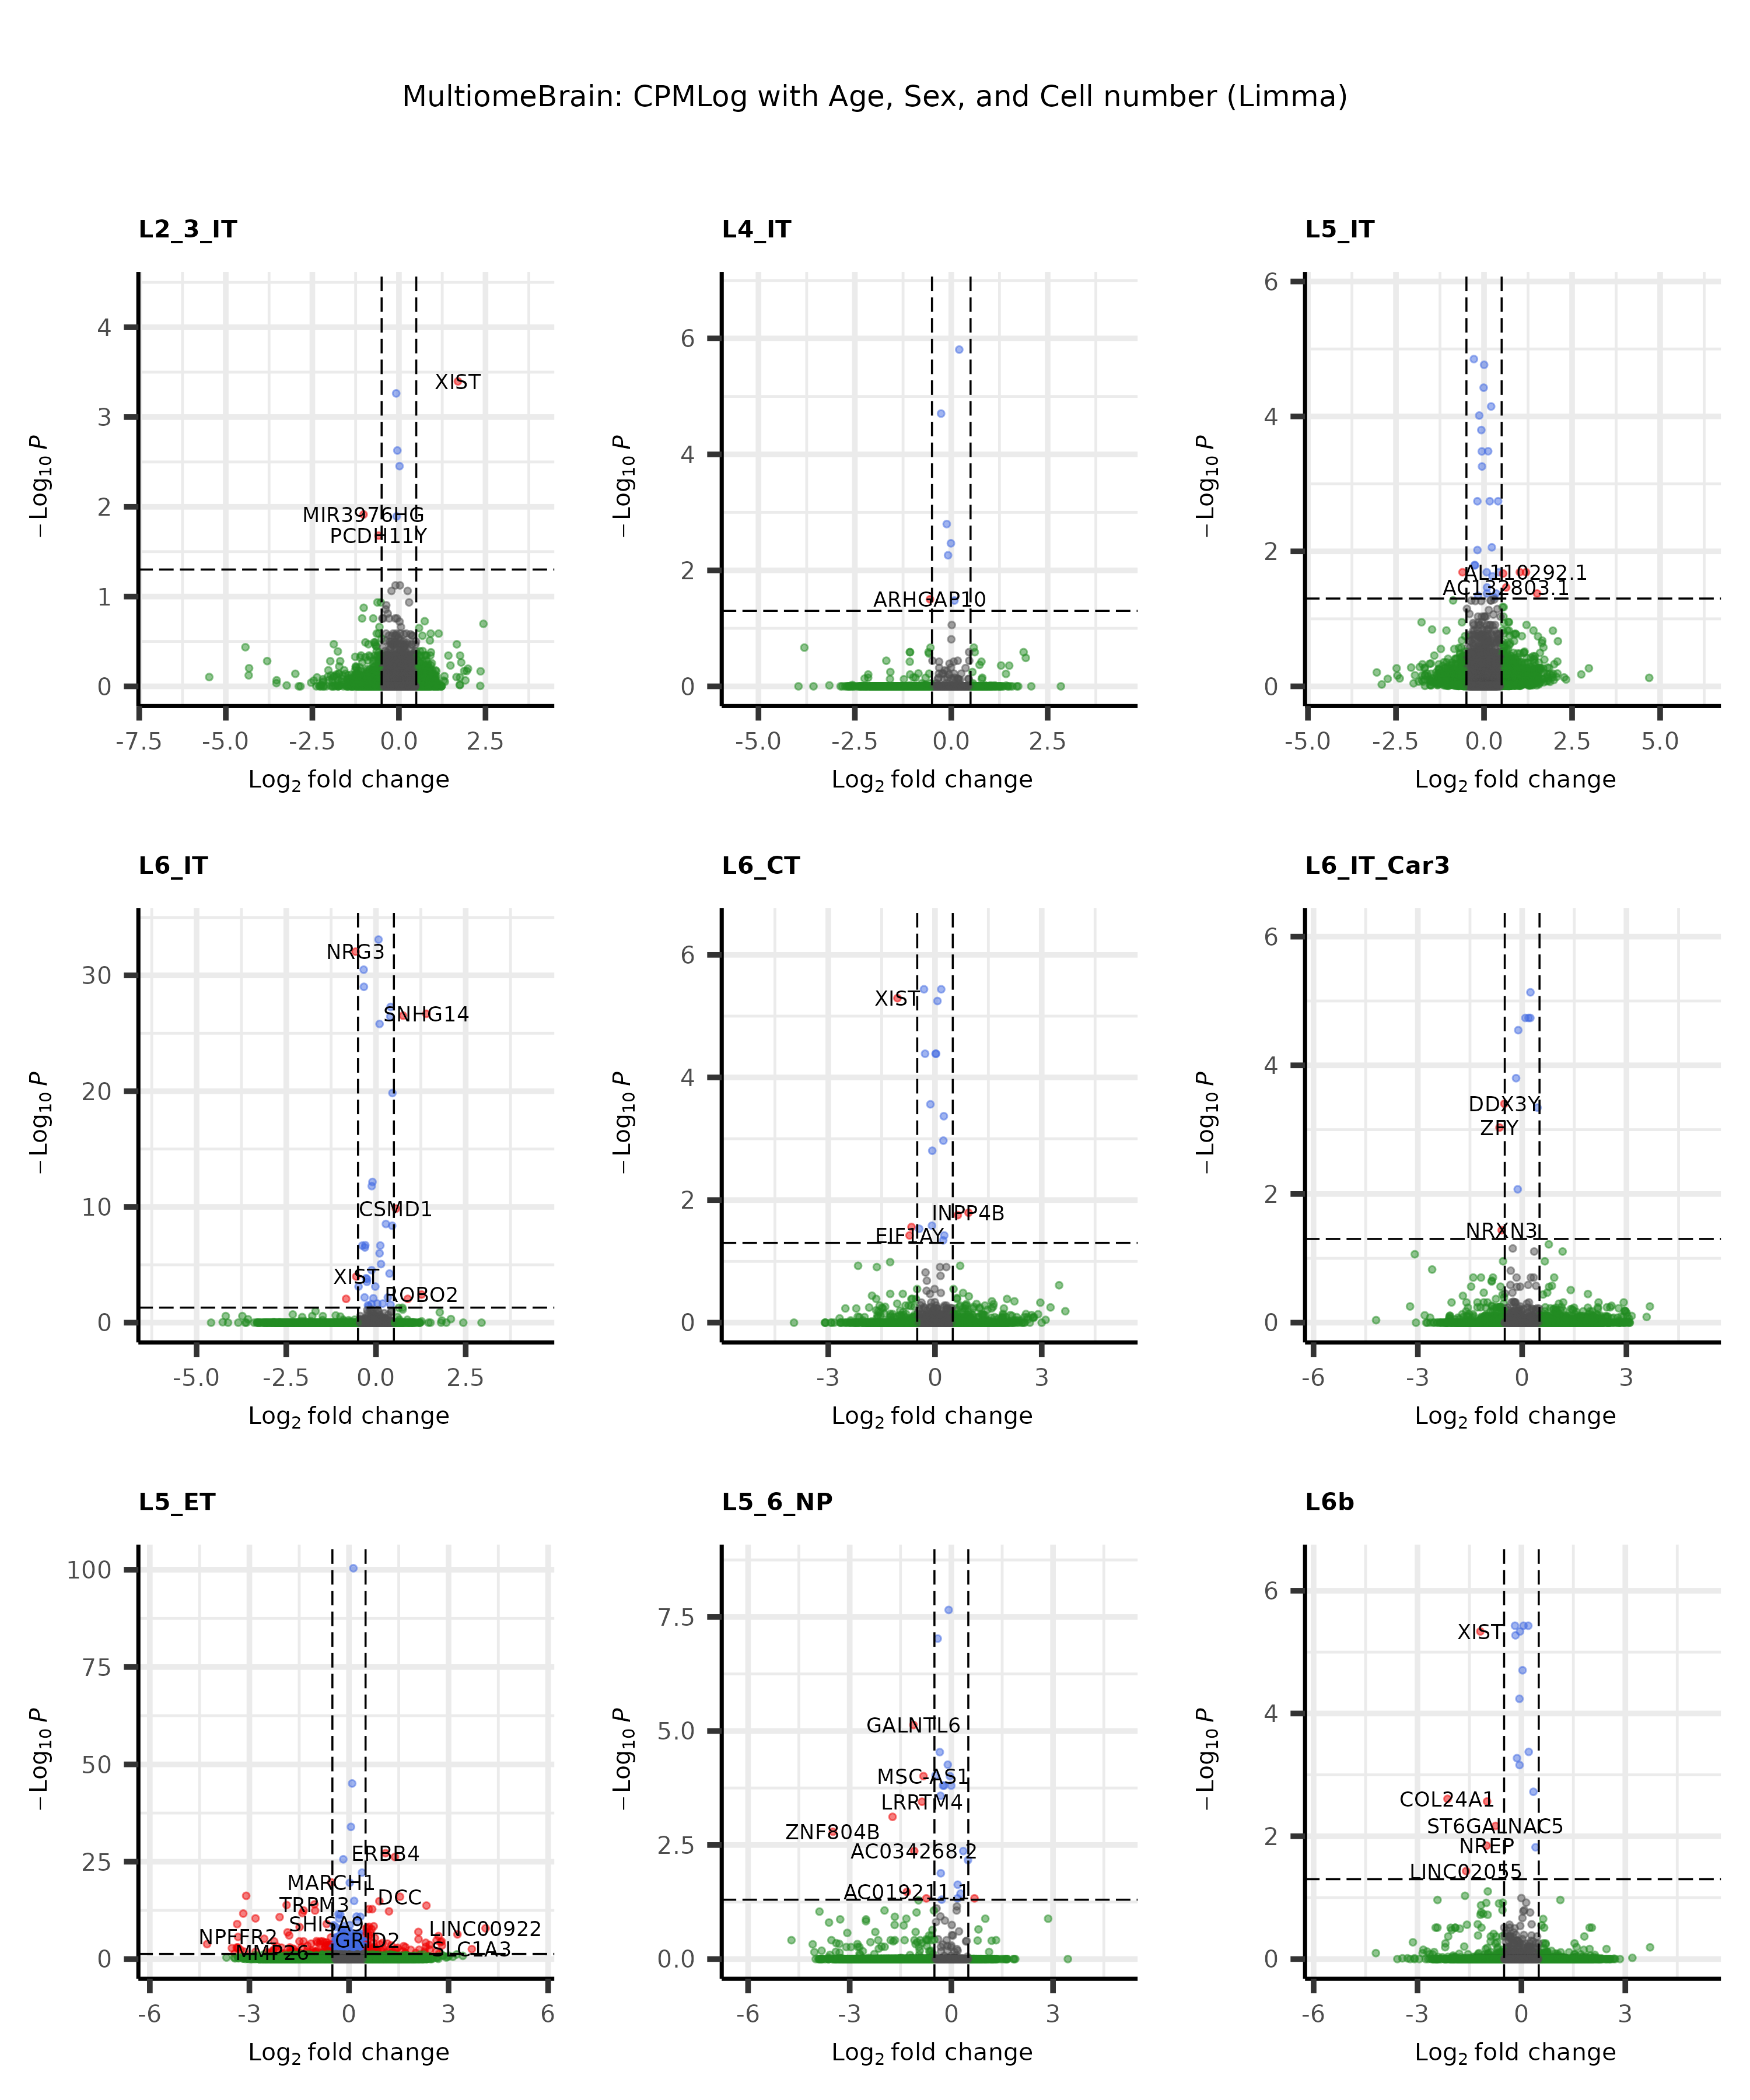 MultiomeBrain: CPMLog with Age, Sex, and Cell number (Limma)
L2_3_IT
4
3
2
1
0
-7.5 -5.0 -2.5 0.0 2.5
−Log10 P
Log2 fold change
XIST
MIR3976HG
PCDH11Y
L4_IT
6
4
2
0
-5.0 -2.5 0.0 2.5
−Log10 P
Log2 fold change
ARHGAP10
L5_IT
6
4
2
0
-5.0 -2.5 0.0 2.5 5.0
−Log10 P
Log2 fold change
AL110292.1
AC132803.1
L6_IT
30
20
10
0
-5.0 -2.5 0.0 2.5
−Log10 P
Log2 fold change
NRG3
SNHG14
CSMD1
XIST
ROBO2
L6_CT
6
4
2
0
-3 0 3
−Log10 P
Log2 fold change
XIST
INPP4B
EIF1AY
L6_IT_Car3
6
4
2
0
-6 -3 0 3
−Log10 P
Log2 fold change
DDX3Y
ZFY
NRXN3
L5_ET
100
75
50
25
0
-6 -3 0 3 6
−Log10 P
Log2 fold change
ERBB4
MARCH1
DCC
TRPM3
SHISA9
LINC00922
NPFFR2
GRID2
SLC1A3
MMP26
L5_6_NP
7.5
5.0
2.5
0.0
-6 -3 0 3
−Log10 P
Log2 fold change
GALNTL6
MSC-AS1
LRRTM4
ZNF804B
AC034268.2
AC019211.1
L6b
6
4
2
0
-6 -3 0 3
−Log10 P
Log2 fold change
XIST
COL24A1
ST6GALNAC5
NREP
LINC02055